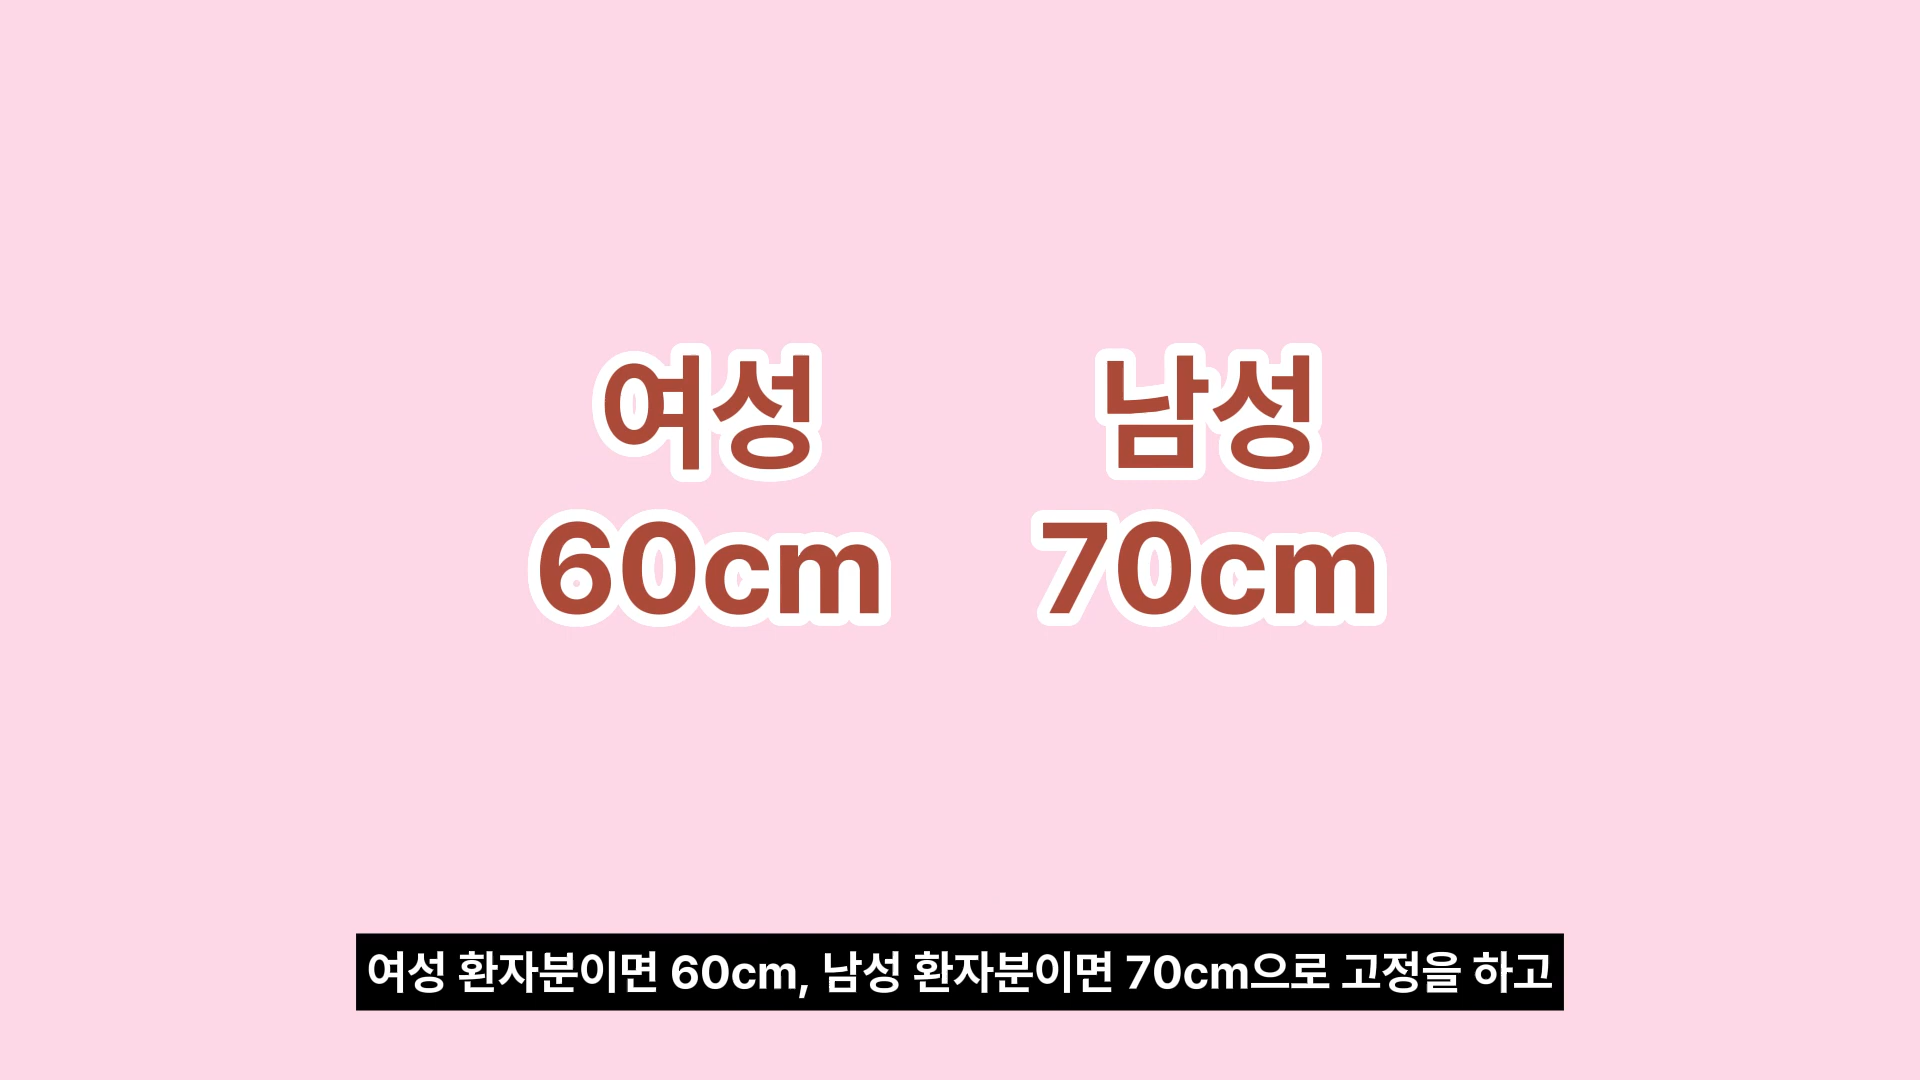 여성 남성
60cm 70cm
여성 환자분이면 60cm, 남성 환자분이면 70cm으로 고정을 하고